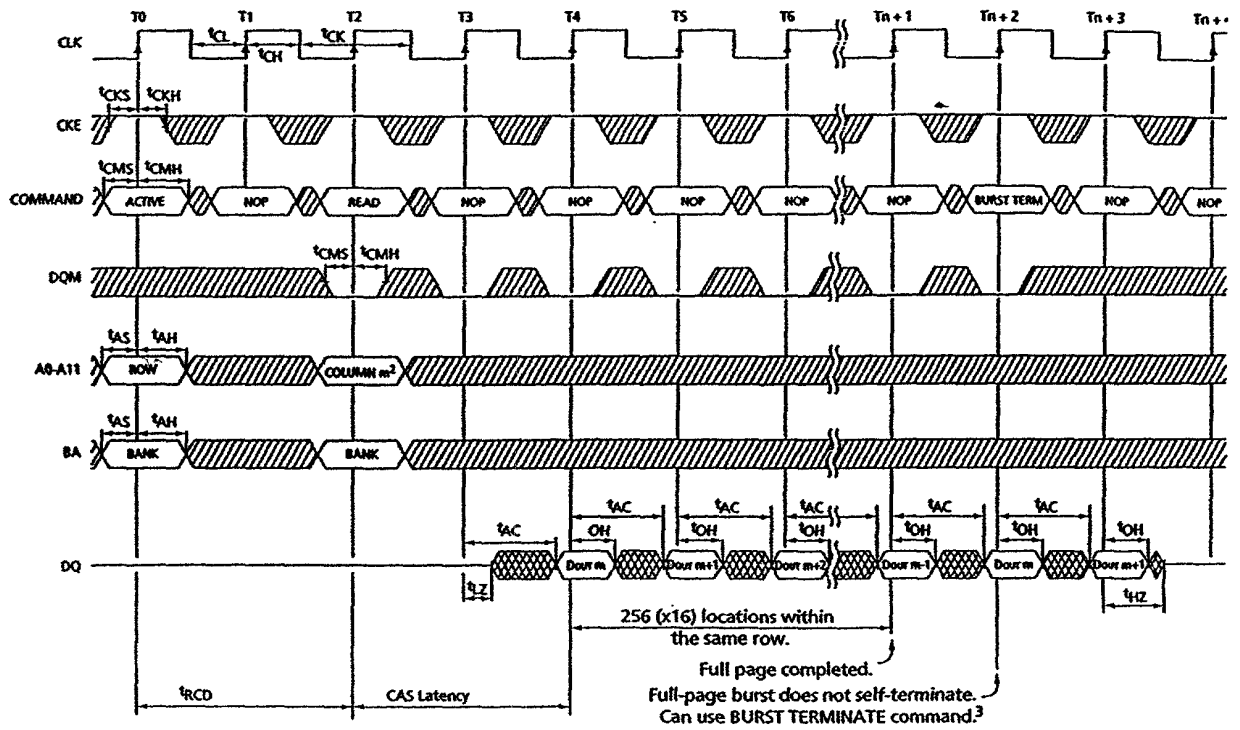 T0 T1 T2 T3 T4 T5 T6 Tn + 1 Tn + 2 Tn + 3 Tn +
CLK tCL tCH tCK
tCKS tCKH
CKE
tCMS tCMH
COMMAND ACTIVE NOP READ NOP NOP NOP NOP NOP BURST TERM NOP NOP
tCMS tCMH
DQM
tAS tAH
A0-A11 ROW COLUMN m2
tAS tAH
BA BANK BANK
tAC tAC tAC tAC tAC tAC
OH tOH tOH tOH tOH tOH
DQ DOUT m DOUT m+1 DOUT m+2 DOUT m-1 DOUT m DOUT m+1
tLZ tHZ
256 (x16) locations within
the same row.
Full page completed.
Full-page burst does not self-terminate.
Can use BURST TERMINATE command.3
tRCD CAS Latency